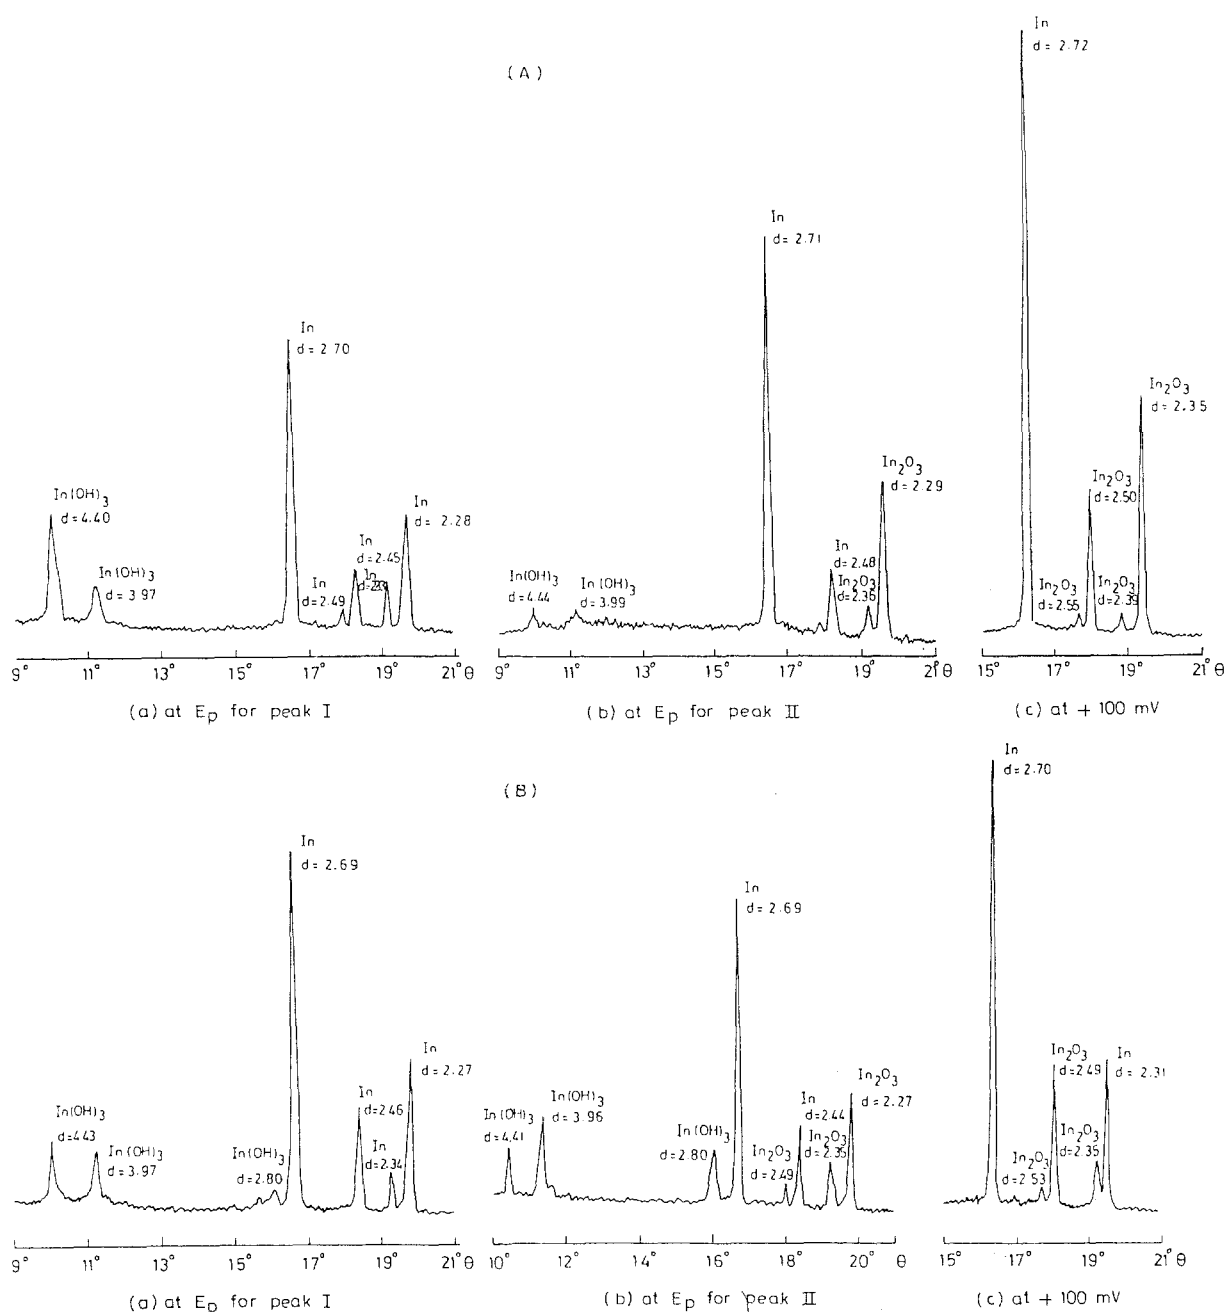 (A)
In
d = 2.70
In(OH)3
d=4.40
In(OH)3
d = 3.97
In
d=2.49
In
d=2.45
In
In
d= 2.28
9° 11° 13° 15° 17° 19° 21° θ
(a) at Ep for peak I
In
d= 2.71
In(OH)3
d=4.44
In(OH)3
d=3.99
In
d=2.48
In2O3
d=2.36
In2O3
d=2.29
9° 11° 13° 15° 17° 19° 21°
(b) at Ep for peak II
In
d= 2.72
In2O3
d=2.55
In2O3
d=2.50
In2O3
d=2.39
In2O3
d= 2.35
15° 17° 19° 21° θ
(c) at + 100 mV
(B)
In
d= 2.69
In(OH)3
d=4.43
In(OH)3
d= 3.97
In(OH)3
d= 2.80
In
d=2.46
In
d=2.34
In
d= 2.27
9° 11° 13° 15° 17° 19° 21° θ
(a) at Ep for peak I
In
d= 2.69
In(OH)3
d=4.41
In(OH)3
d= 3.96
In(OH)3
d=2.80
In2O3
d=2.49
In
d=2.44
In2O3
d=2.35
In2O3
d= 2.27
10° 12° 14° 16° 18° 20° θ
(b) at Ep for peak II
In
d=2.70
In2O3
d= 2.53
In2O3
d=2.49
In2O3
d=2.35
In
d= 2.31
15° 17° 19° 21° θ
(c) at + 100 mV